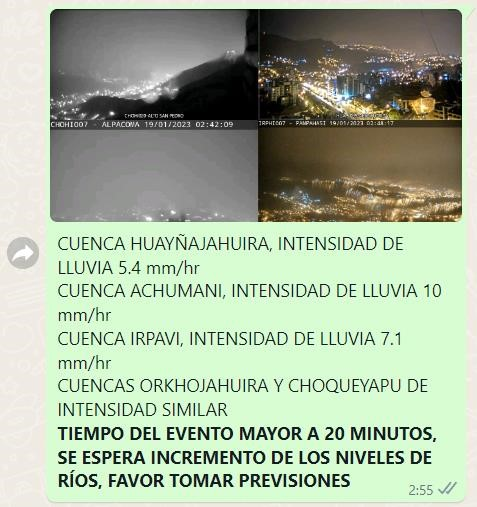 CHOHI029 ALTO SAN PEDRO
CHOHI007 - ALPACOMA 19/01/2023 02:42:09
IRPHI007 - PAMPAHASI 19/01/2023 02:48:17
CUENCA HUAYÑAJAHUIRA, INTENSIDAD DE
LLUVIA 5.4 mm/hr
CUENCA ACHUMANI, INTENSIDAD DE LLUVIA 10
mm/hr
CUENCA IRPAVI, INTENSIDAD DE LLUVIA 7.1
mm/hr
CUENCAS ORKHOJAHUIRA Y CHOQUEYAPU DE
INTENSIDAD SIMILAR
TIEMPO DEL EVENTO MAYOR A 20 MINUTOS,
SE ESPERA INCREMENTO DE LOS NIVELES DE
RÍOS, FAVOR TOMAR PREVISIONES
2:55